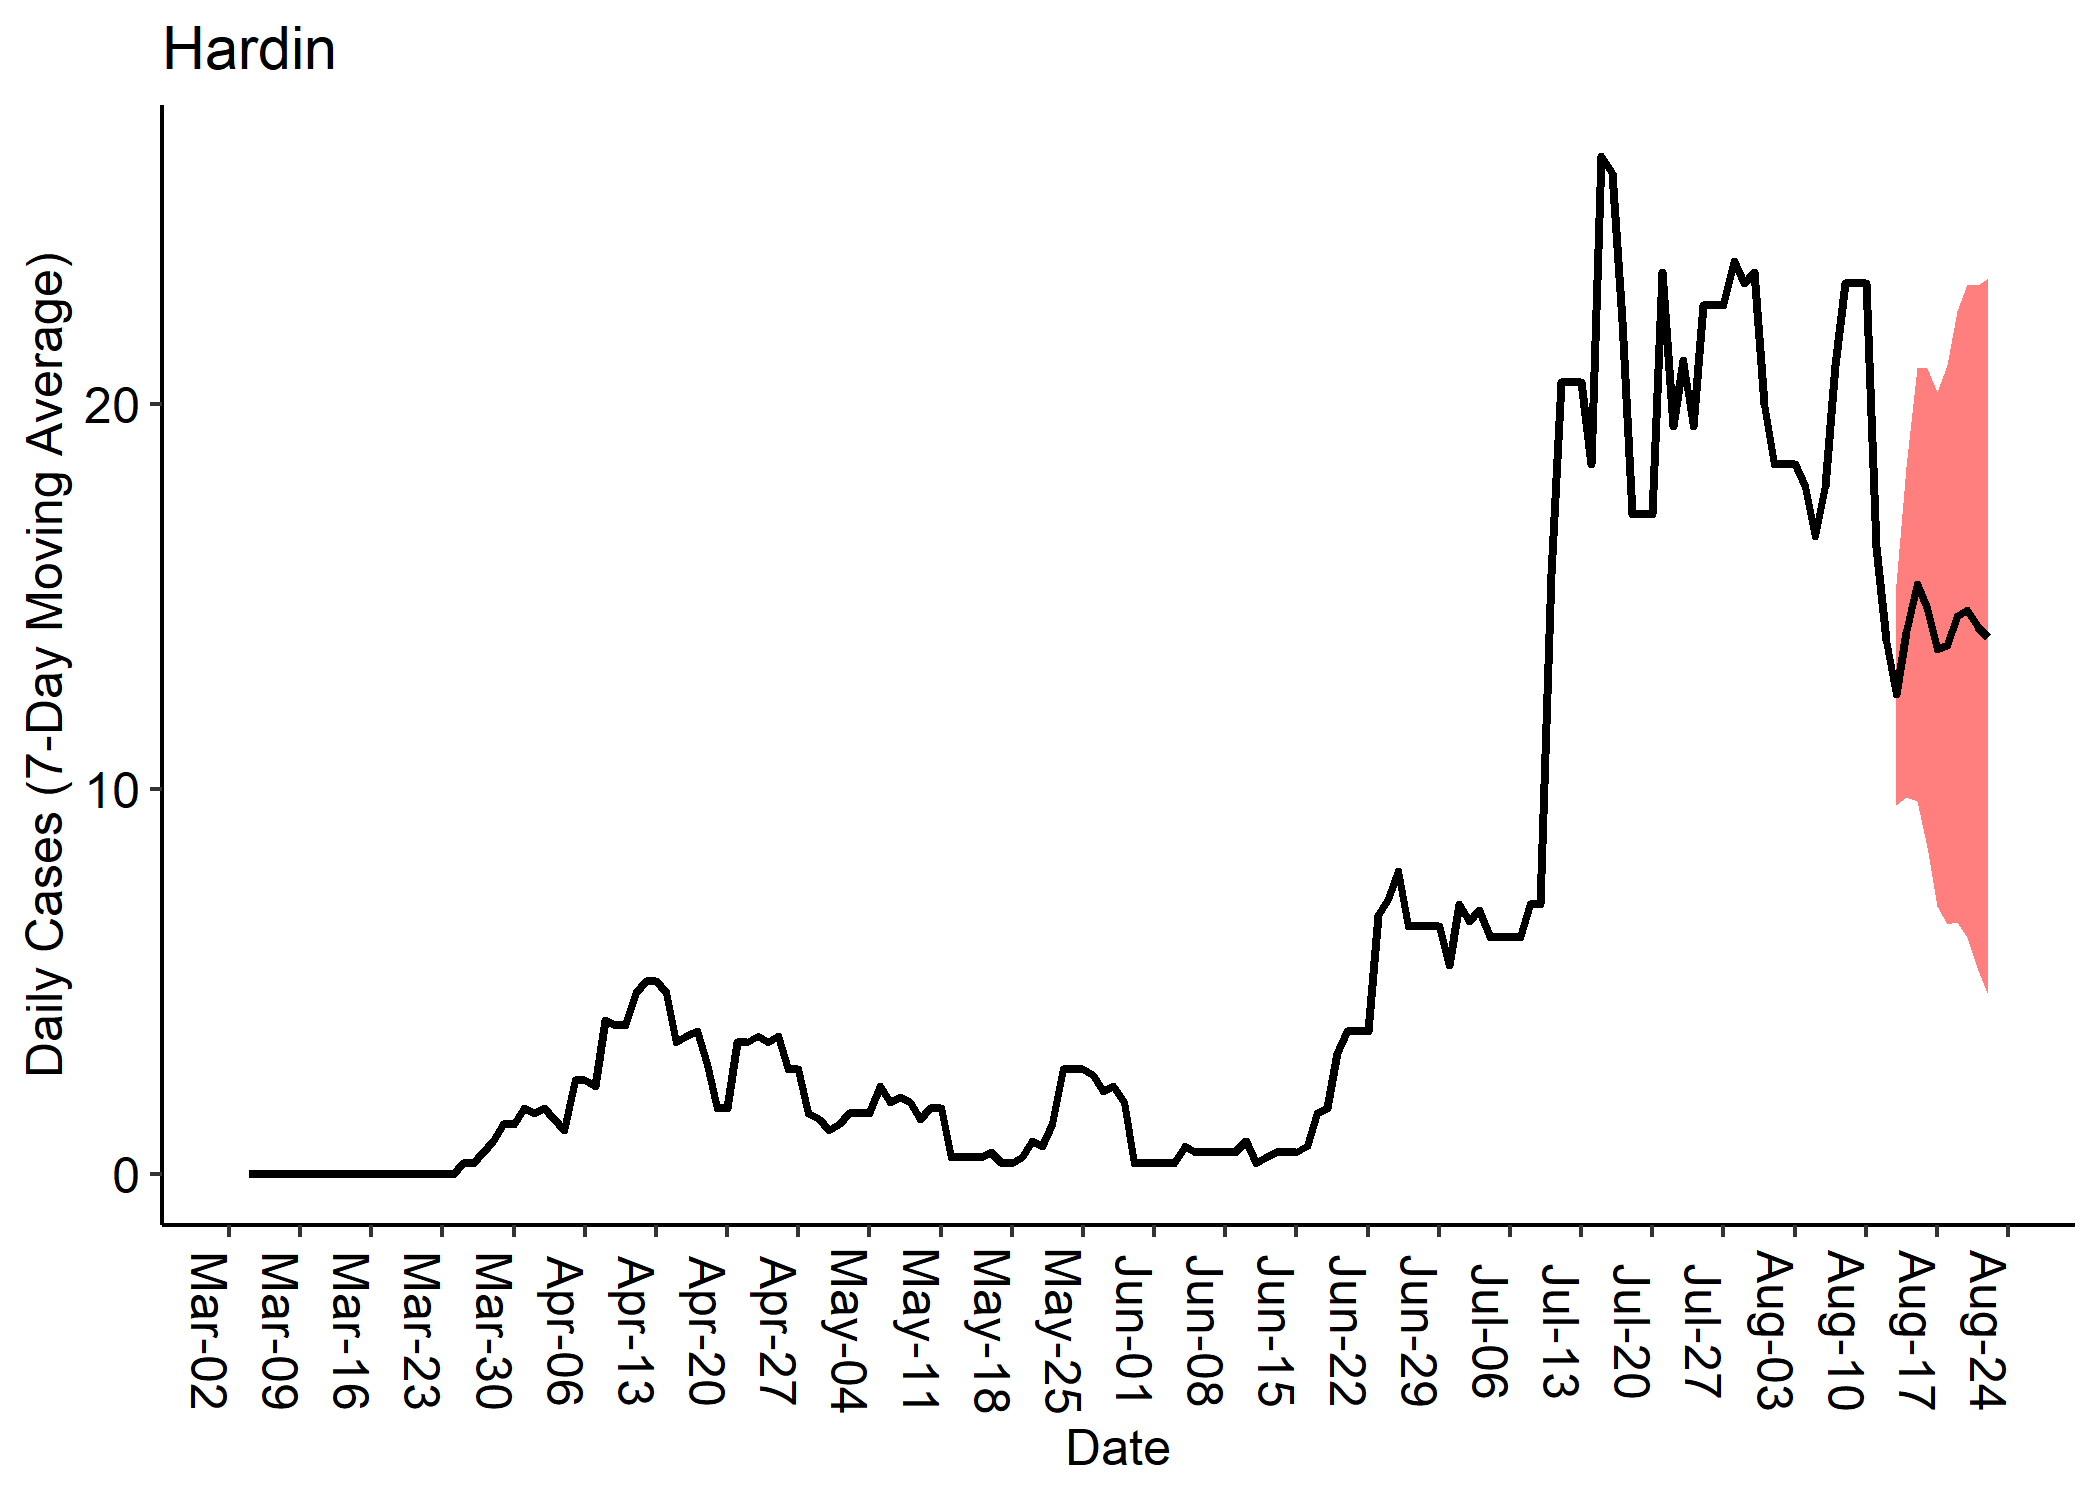 Hardin
Daily Cases (7-Day Moving Average)
20
10
0
Mar-02
Mar-09
Mar-16
Mar-23
Mar-30
Apr-06
Apr-13
Apr-20
Apr-27
May-04
May-11
May-18
May-25
Jun-01
Jun-08
Jun-15
Jun-22
Jun-29
Jul-06
Jul-13
Jul-20
Jul-27
Aug-03
Aug-10
Aug-17
Aug-24
Date